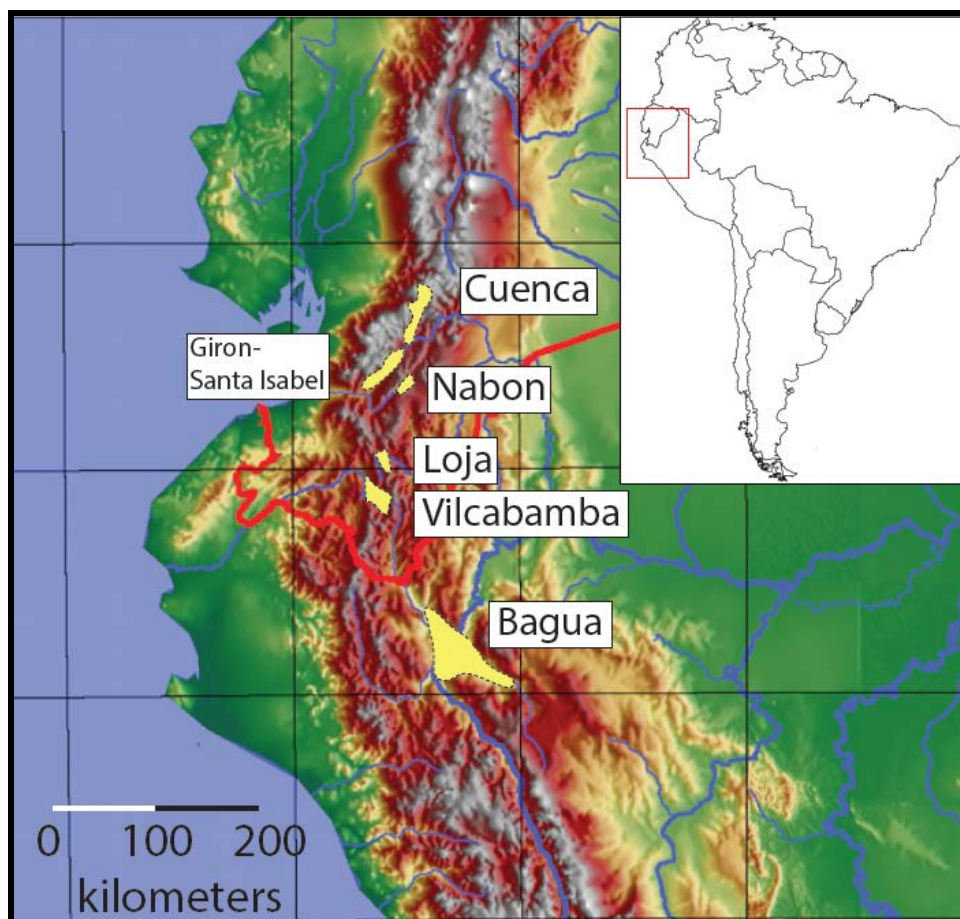 Cuenca
Giron-
Santa Isabel
Nabon
Loja
Vilcabamba
Bagua
0 100 200
kilometers